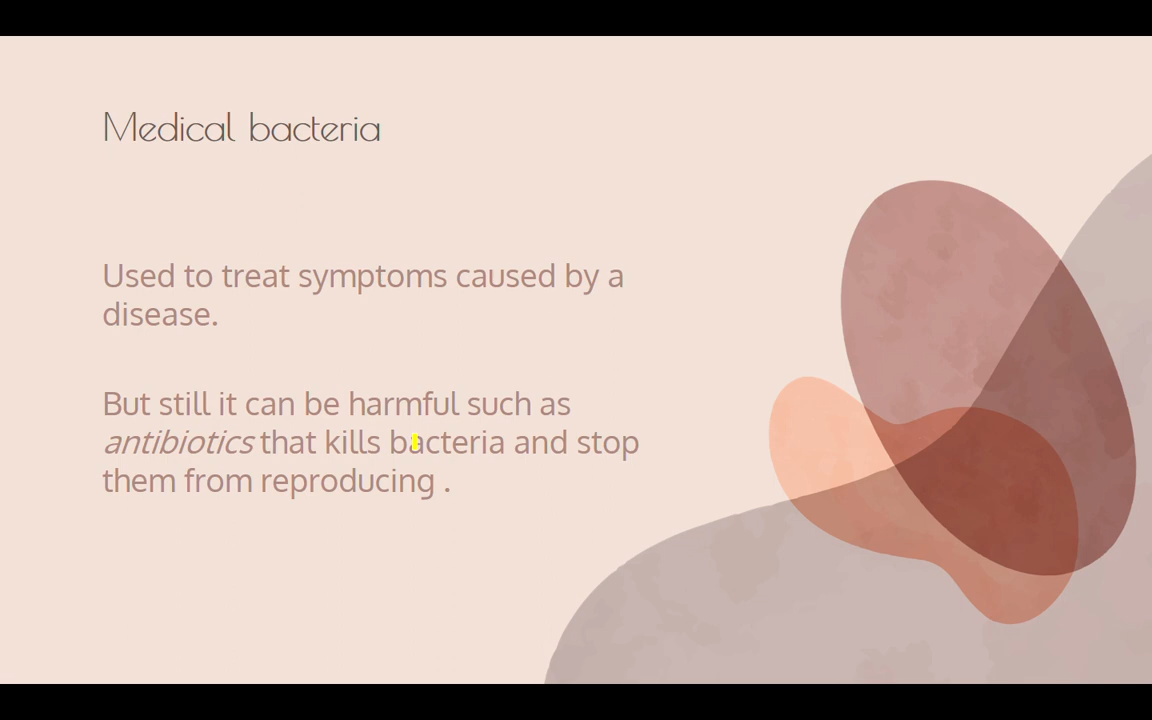 Medical bacteria
Used to treat symptoms caused by a
disease.
But still it can be harmful such as
antibiotics that kills bacteria and stop
them from reproducing .